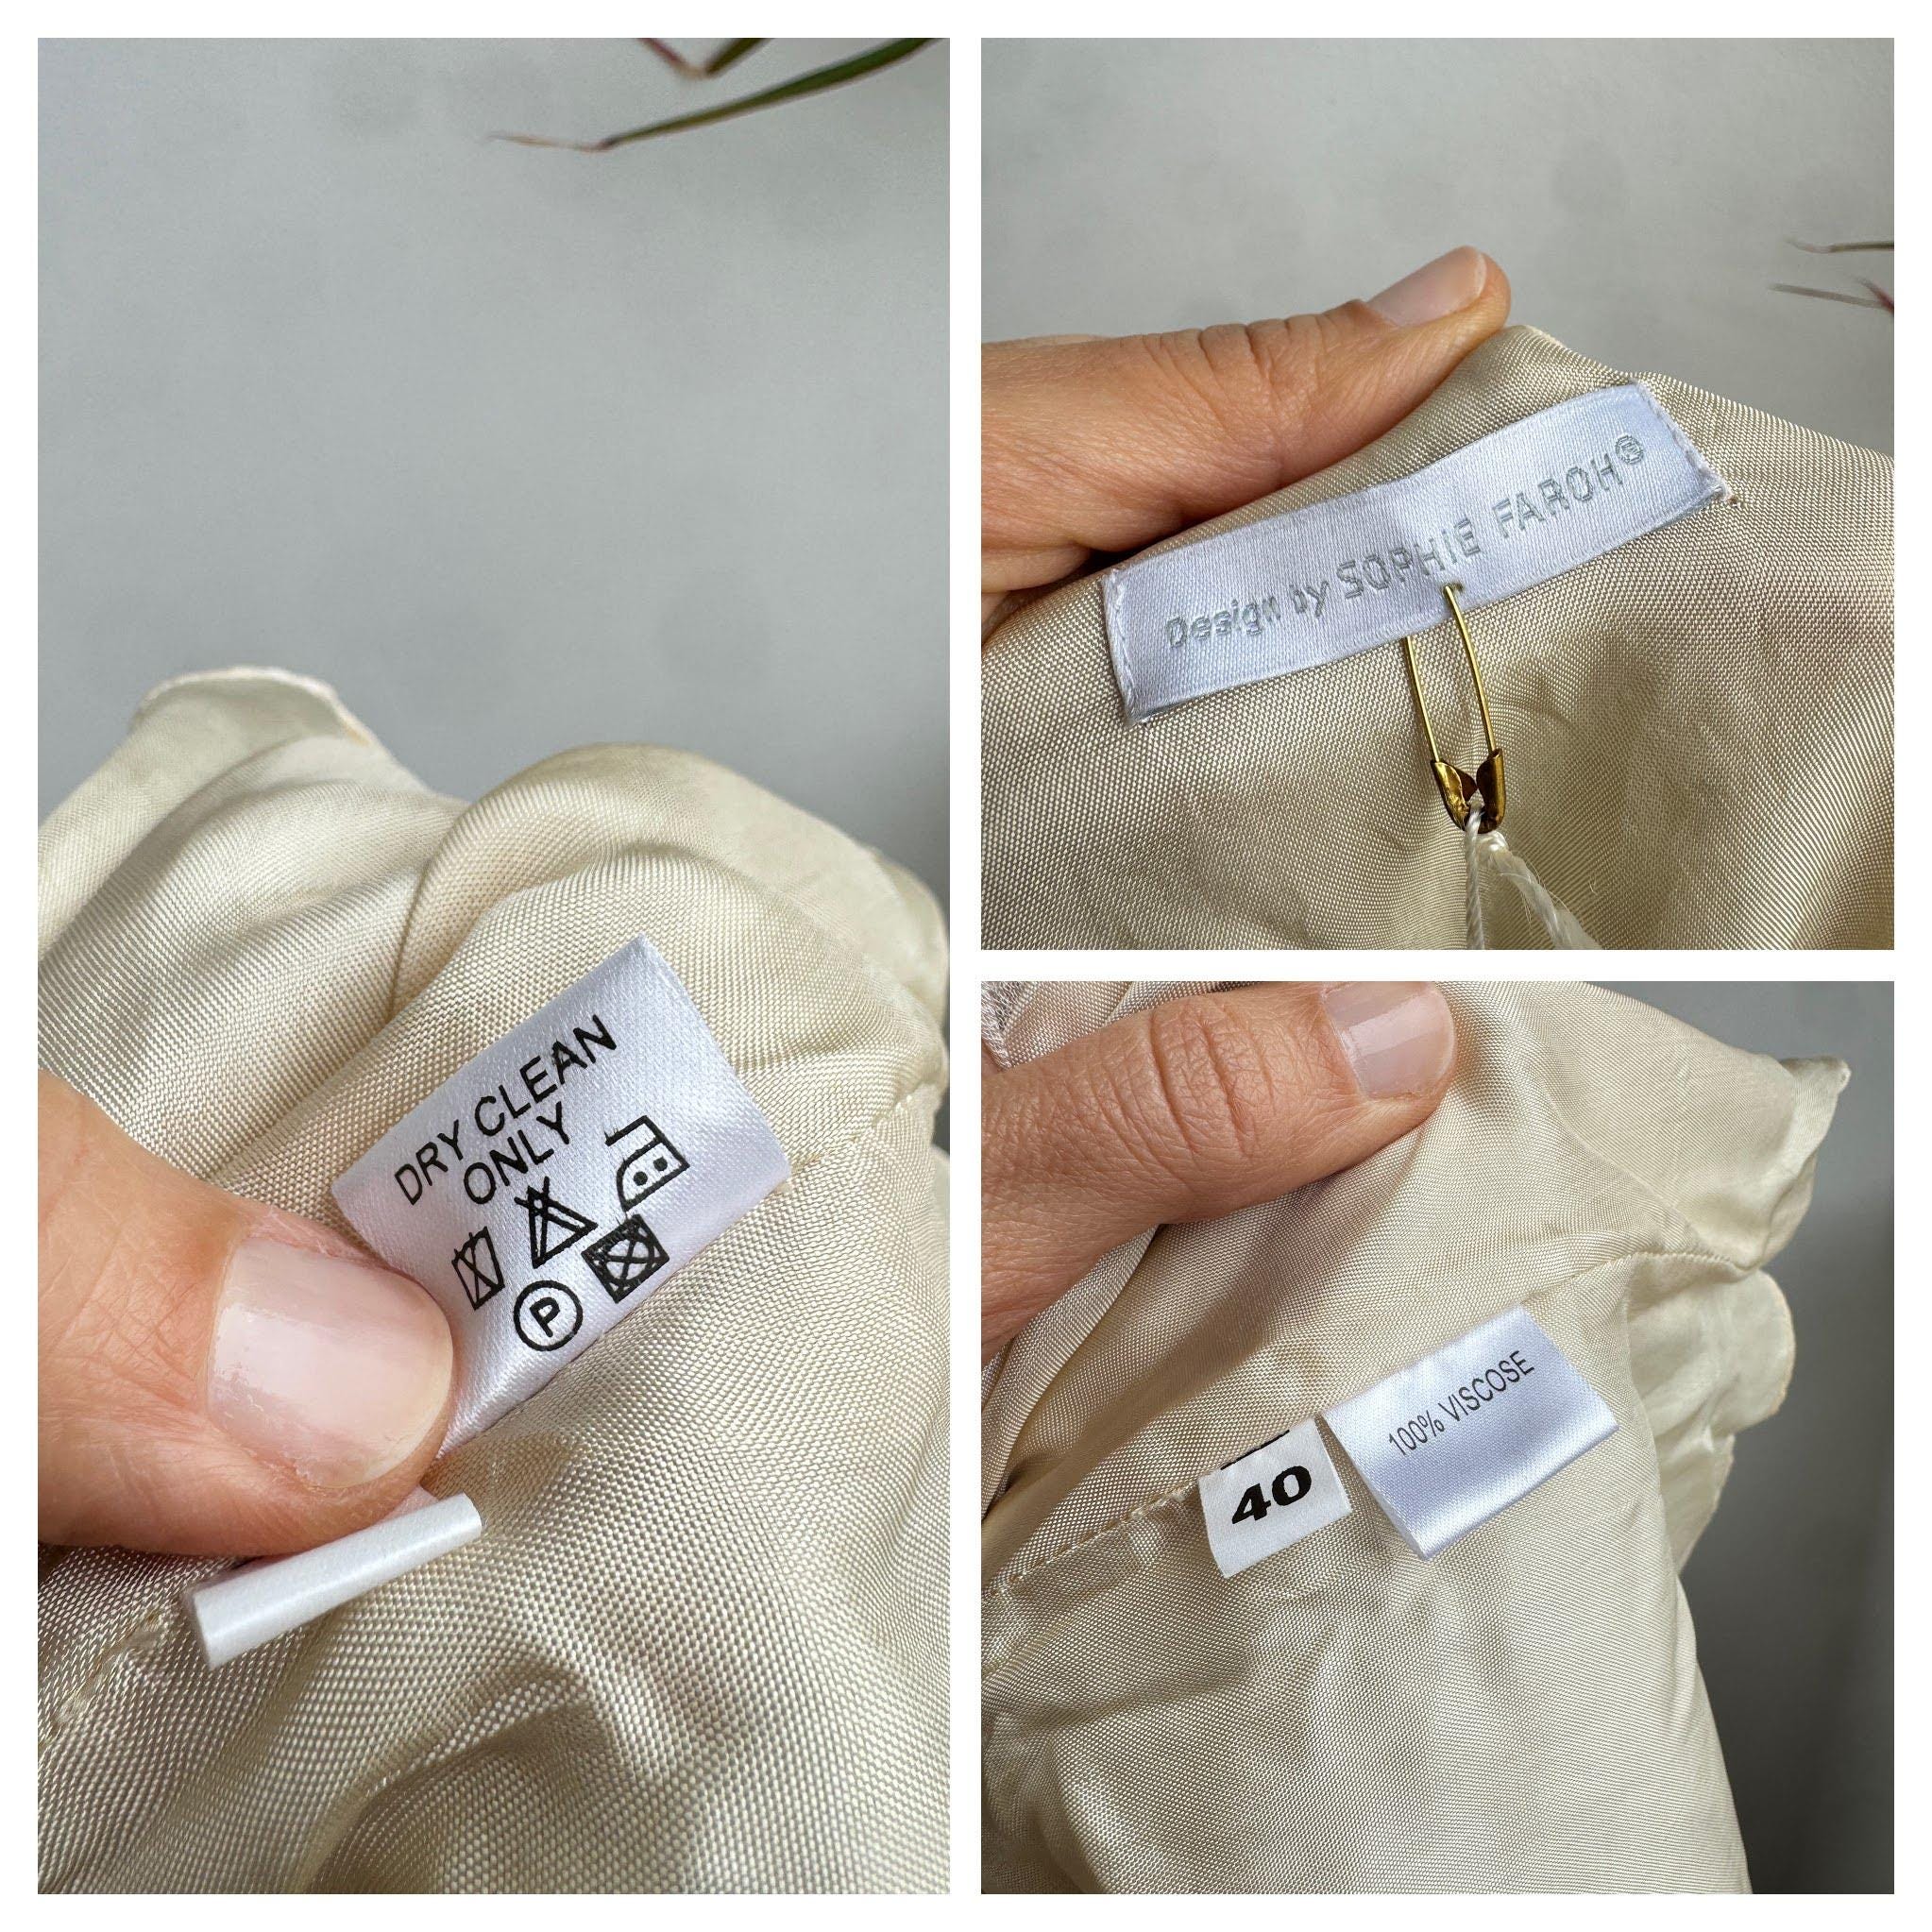 DRY CLEAN
ONLY
P
Design by SOPHIE FAROH®
40
100% VISCOSE